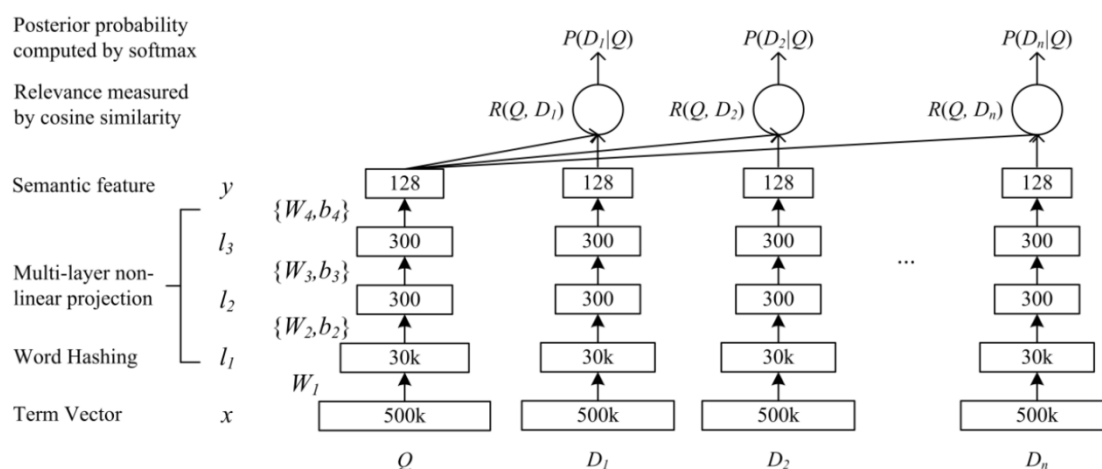 Posterior probability
computed by softmax
P(D₁|Q) P(D₂|Q) P(Dₙ|Q)
Relevance measured
by cosine similarity
R(Q, D₁) R(Q, D₂) R(Q, Dₙ)
Semantic feature y 128 128 128 128
{W₄,b₄}
l₃ 300 300 300 300
Multi-layer non-
linear projection
{W₃,b₃} ...
l₂ 300 300 300 300
{W₂,b₂}
Word Hashing l₁ 30k 30k 30k 30k
W₁
Term Vector x 500k 500k 500k 500k
Q D₁ D₂ Dₙ